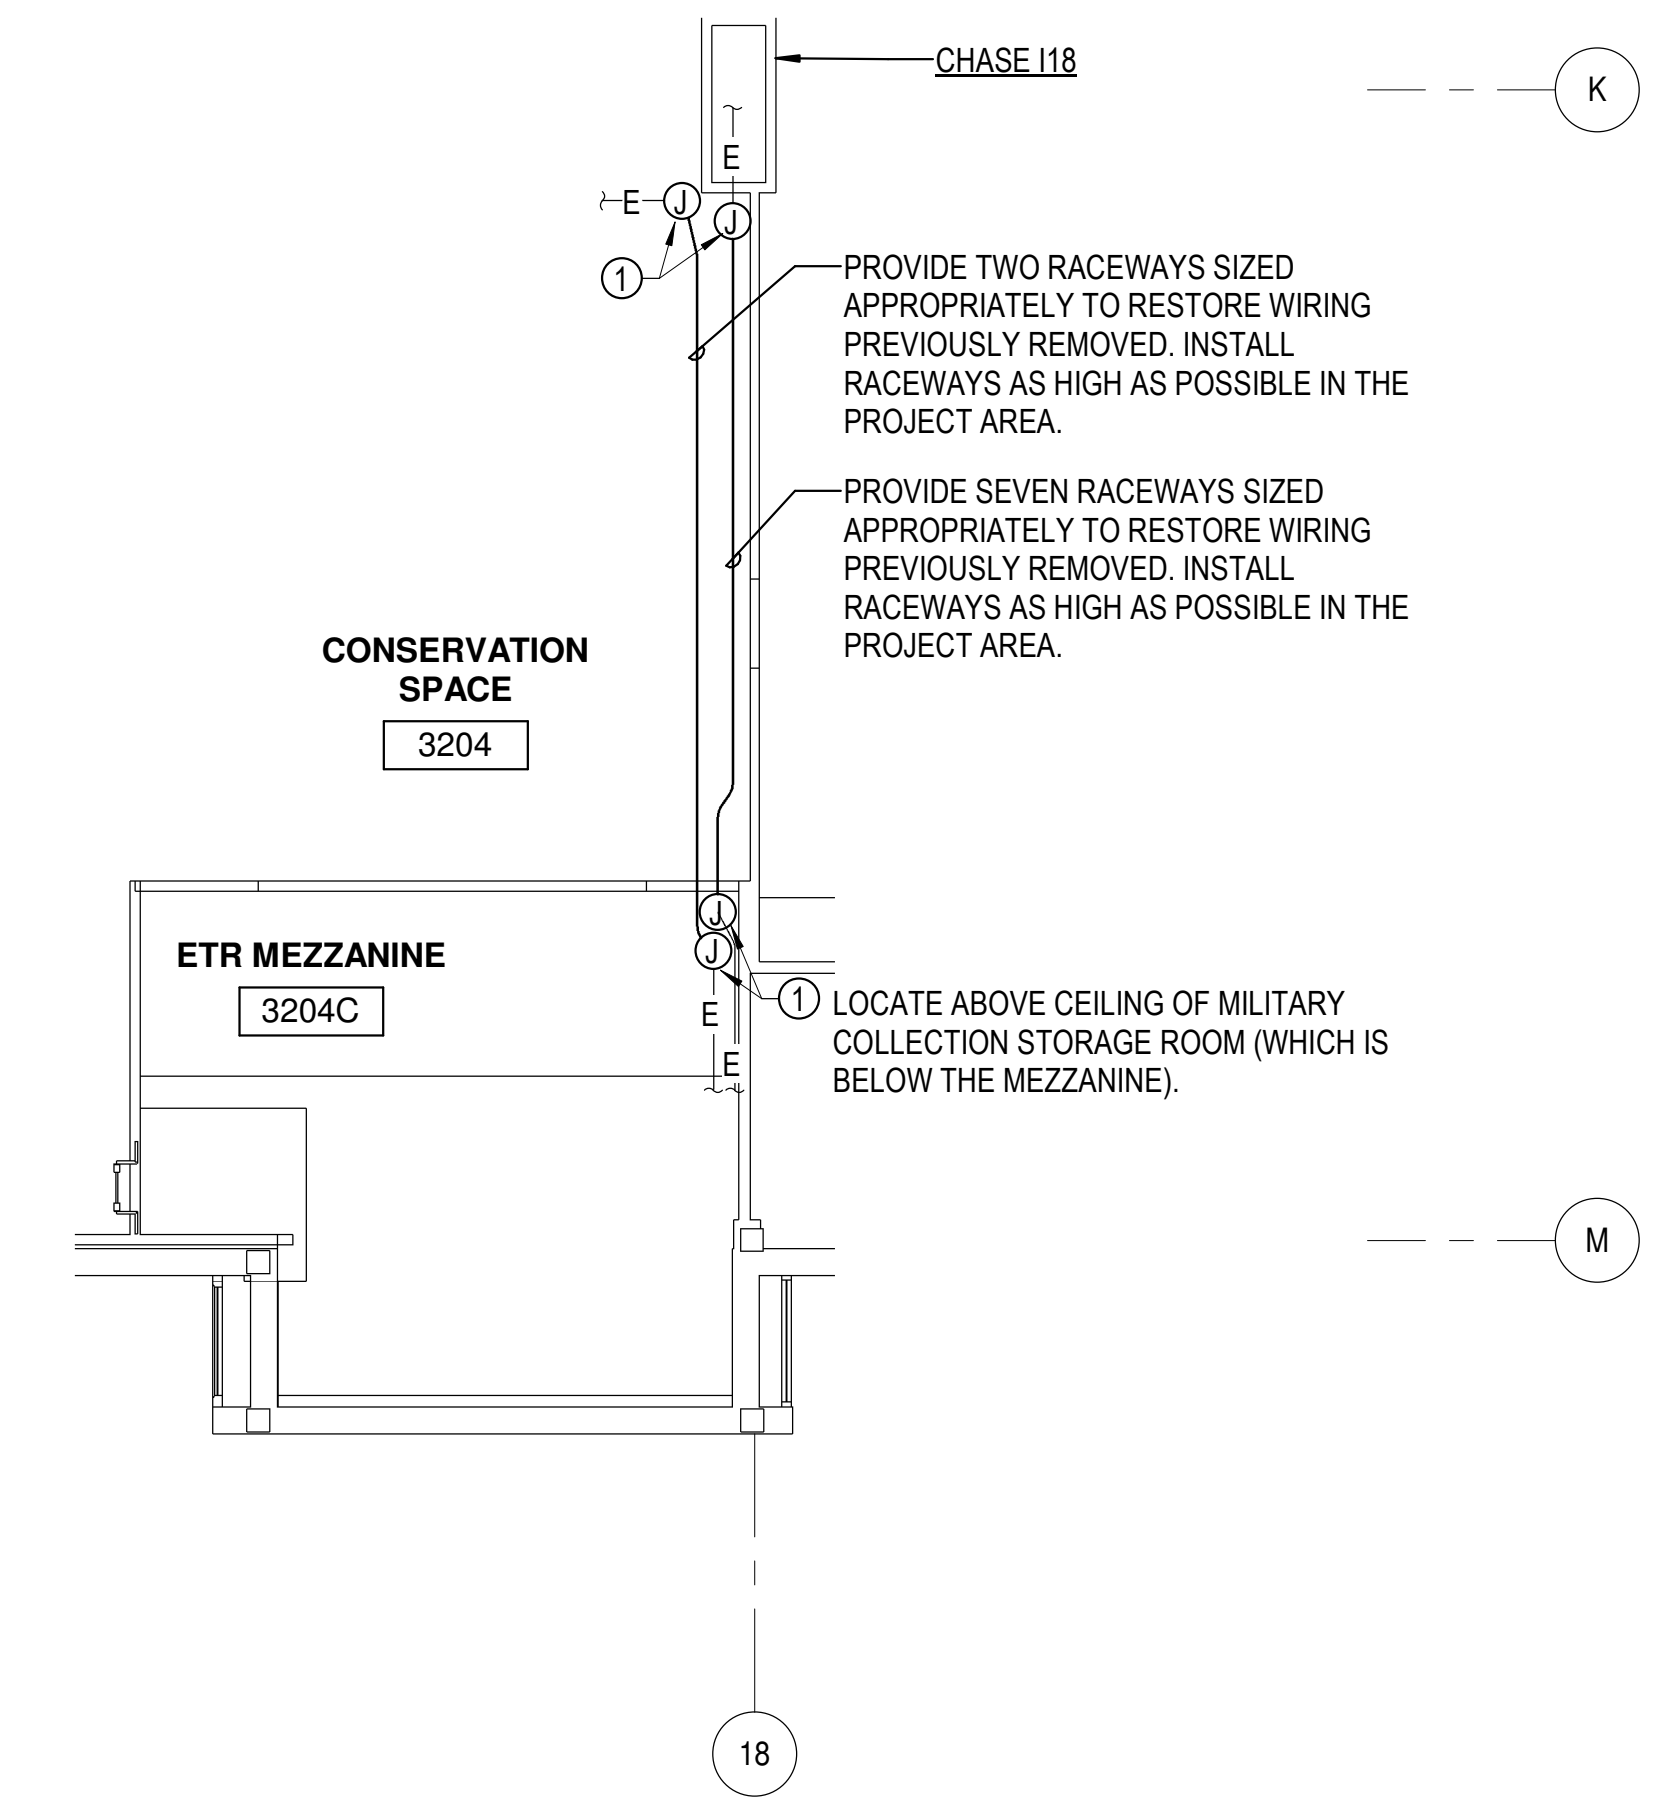 CHASE I18
K
E
E
J
J
1
PROVIDE TWO RACEWAYS SIZED
APPROPRIATELY TO RESTORE WIRING
PREVIOUSLY REMOVED. INSTALL
RACEWAYS AS HIGH AS POSSIBLE IN THE
PROJECT AREA.
PROVIDE SEVEN RACEWAYS SIZED
APPROPRIATELY TO RESTORE WIRING
PREVIOUSLY REMOVED. INSTALL
RACEWAYS AS HIGH AS POSSIBLE IN THE
PROJECT AREA.
CONSERVATION
SPACE
3204
ETR MEZZANINE
3204C
J
J
E
E
1
LOCATE ABOVE CEILING OF MILITARY
COLLECTION STORAGE ROOM (WHICH IS
BELOW THE MEZZANINE).
M
18